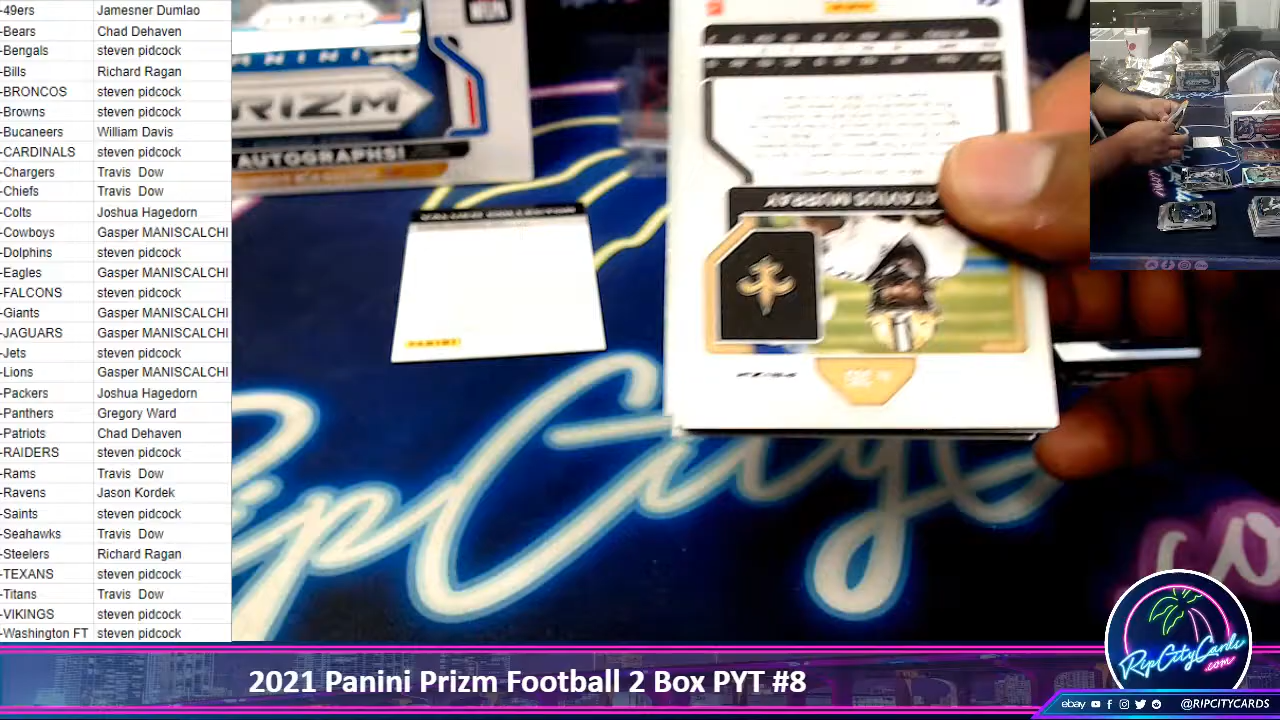 -49ers Jamesner Dumlao
-Bears Chad Dehaven
-Bengals steven pidcock
-Bills Richard Ragan
-BRONCOS steven pidcock
-Browns steven pidcock
-Bucaneers William Davis
-CARDINALS steven pidcock
-Chargers Travis Dow
-Chiefs Travis Dow
-Colts Joshua Hagedorn
-Cowboys Gasper MANISCALCHI
-Dolphins steven pidcock
-Eagles Gasper MANISCALCHI
-FALCONS steven pidcock
-Giants Gasper MANISCALCHI
-JAGUARS Gasper MANISCALCHI
-Jets steven pidcock
-Lions Gasper MANISCALCHI
-Packers Joshua Hagedorn
-Panthers Gregory Ward
-Patriots Chad Dehaven
-RAIDERS steven pidcock
-Rams Travis Dow
-Ravens Jason Kordek
-Saints steven pidcock
-Seahawks Travis Dow
-Steelers Richard Ragan
-TEXANS steven pidcock
-Titans Travis Dow
-VIKINGS steven pidcock
-Washington FT steven pidcock
PANINI
RIZM
AUTOGRAPHS!
PANINI
MURRAY
RipCity
RipCityCards
.com
2021 Panini Prizm Football 2 Box PYT #8
ebay @RIPCITYCARDS